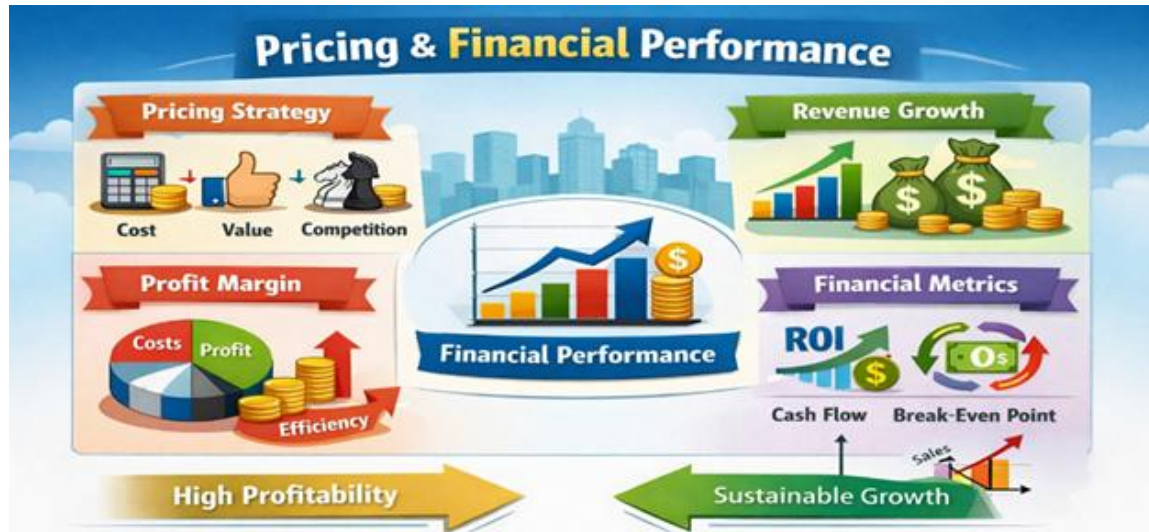 Pricing & Financial Performance
Pricing Strategy
Cost
Value
Competition
Revenue Growth
$
$
Profit Margin
Costs
Profit
Efficiency
$
Financial Performance
Financial Metrics
ROI
$
0s
Cash Flow
Break-Even Point
Sales
High Profitability
Sustainable Growth